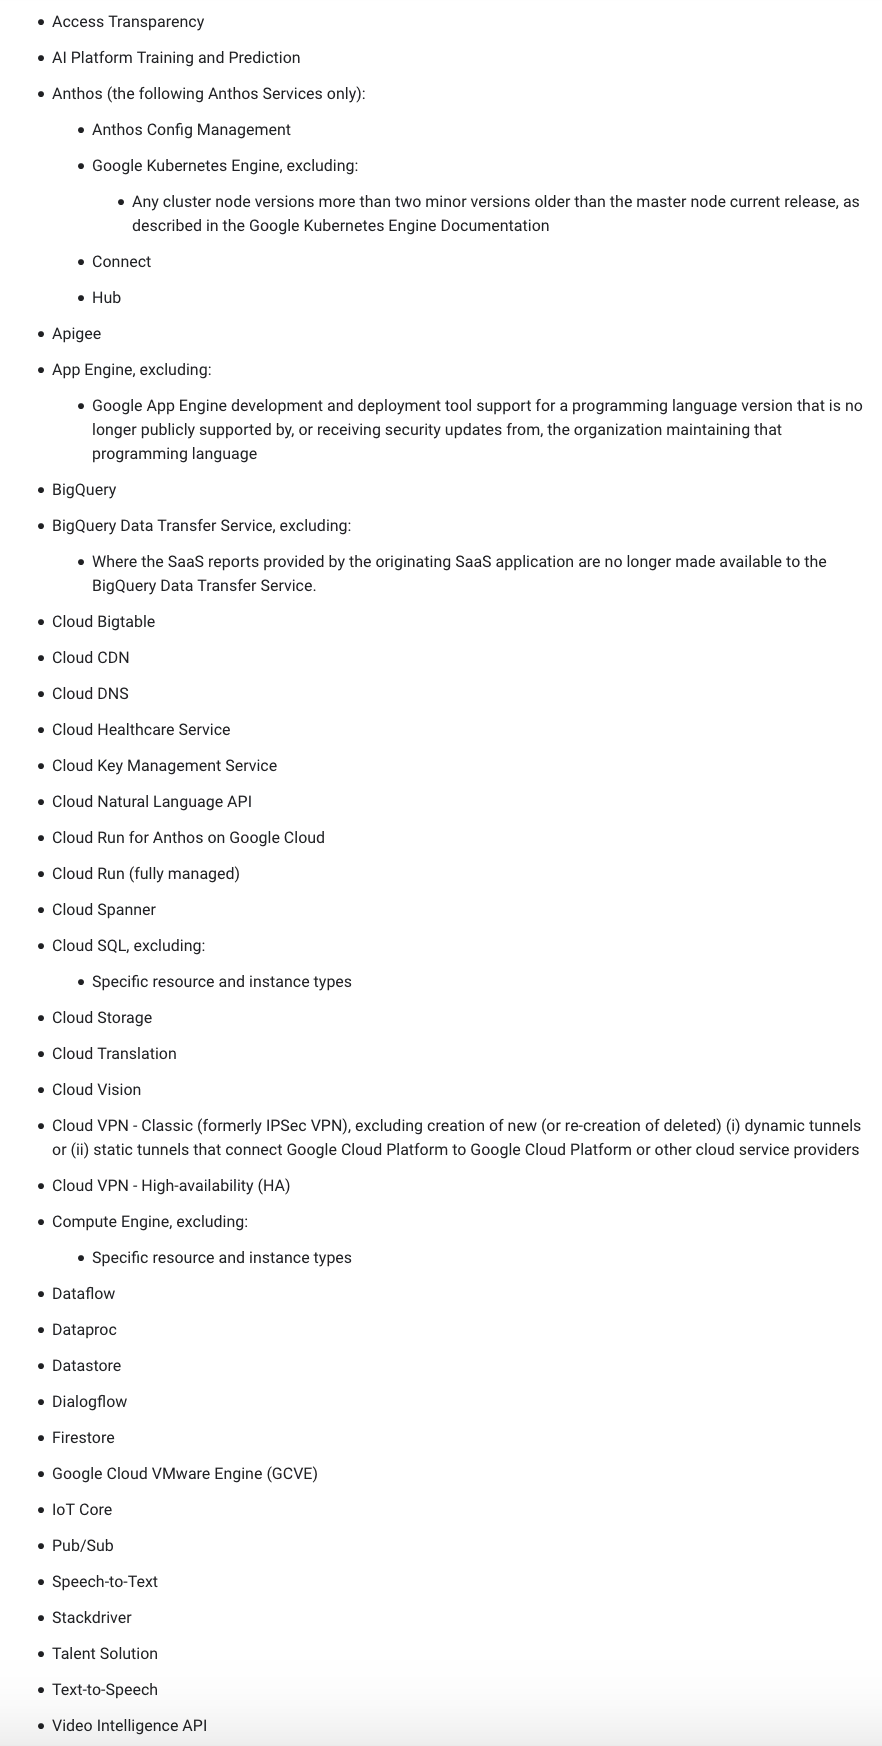 Access Transparency
AI Platform Training and Prediction
Anthos (the following Anthos Services only):
Anthos Config Management
Google Kubernetes Engine, excluding:
Any cluster node versions more than two minor versions older than the master node current release, as
described in the Google Kubernetes Engine Documentation
Connect
Hub
Apigee
App Engine, excluding:
Google App Engine development and deployment tool support for a programming language version that is no
longer publicly supported by, or receiving security updates from, the organization maintaining that
programming language
BigQuery
BigQuery Data Transfer Service, excluding:
Where the SaaS reports provided by the originating SaaS application are no longer made available to the
BigQuery Data Transfer Service.
Cloud Bigtable
Cloud CDN
Cloud DNS
Cloud Healthcare Service
Cloud Key Management Service
Cloud Natural Language API
Cloud Run for Anthos on Google Cloud
Cloud Run (fully managed)
Cloud Spanner
Cloud SQL, excluding:
Specific resource and instance types
Cloud Storage
Cloud Translation
Cloud Vision
Cloud VPN - Classic (formerly IPSec VPN), excluding creation of new (or re-creation of deleted) (i) dynamic tunnels
or (ii) static tunnels that connect Google Cloud Platform to Google Cloud Platform or other cloud service providers
Cloud VPN - High-availability (HA)
Compute Engine, excluding:
Specific resource and instance types
Dataflow
Dataproc
Datastore
Dialogflow
Firestore
Google Cloud VMware Engine (GCVE)
IoT Core
Pub/Sub
Speech-to-Text
Stackdriver
Talent Solution
Text-to-Speech
Video Intelligence API